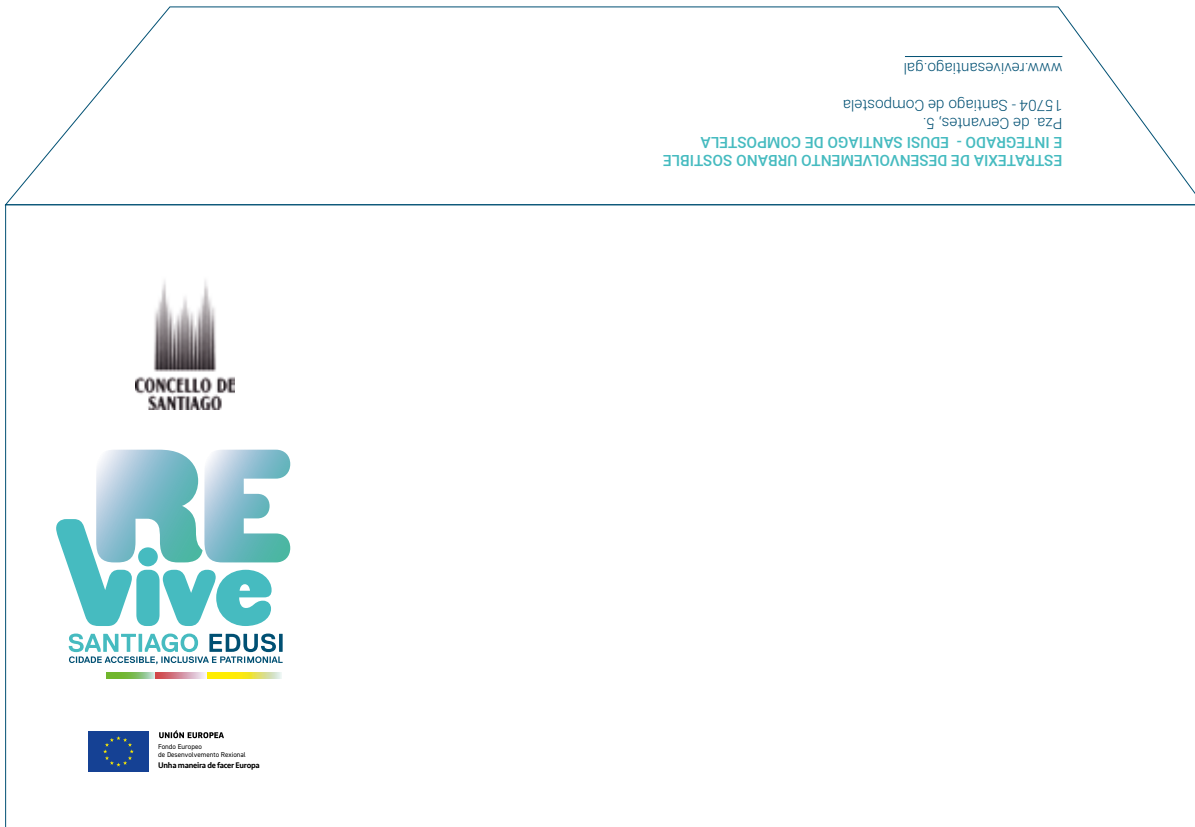 ESTRATEXIA DE DESENVOLVEMENTO URBANO SOSTIBLE
E INTEGRADO - EDUSI SANTIAGO DE COMPOSTELA
Pza. de Cervantes, 5.
15704 - Santiago de Compostela
www.revivesantiago.gal
CONCELLO DE
SANTIAGO
RE
Vive
SANTIAGO EDUSI
CIDADE ACCESIBLE, INCLUSIVA E PATRIMONIAL
UNIÓN EUROPEA
Fondo Europeo
de Desenvolvemento Rexional
Unha maneira de facer Europa